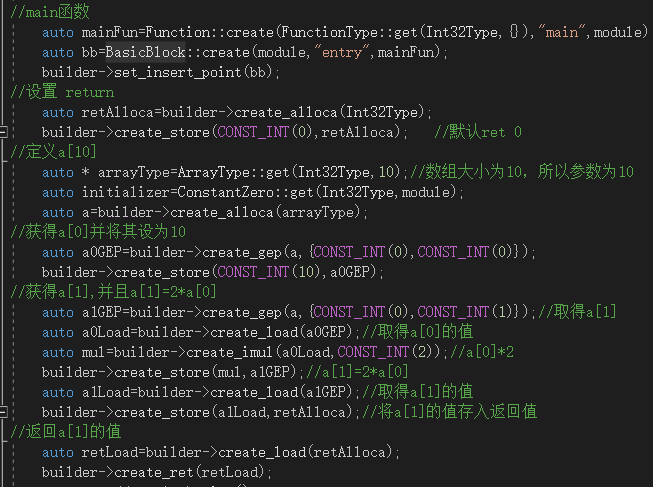 //main函数
auto mainFun=Function::create(FunctionType::get(Int32Type, {}),"main",module)
auto bb=BasicBlock::create(module,"entry",mainFun);
builder->set_insert_point(bb);
//设置 return
auto retAlloca=builder->create_alloca(Int32Type);
builder->create_store(CONST_INT(0),retAlloca); //默认ret 0
//定义a[10]
auto * arrayType=ArrayType::get(Int32Type,10);//数组大小为10, 所以参数为10
auto initializer=ConstantZero::get(Int32Type,module);
auto a=builder->create_alloca(arrayType);
//获得a[0]并将其设为10
auto a0GEP=builder->create_gep(a, {CONST_INT(0),CONST_INT(0)});
builder->create_store(CONST_INT(10),a0GEP);
//获得a[1],并且a[1]=2*a[0]
auto a1GEP=builder->create_gep(a, {CONST_INT(0),CONST_INT(1)});//取得a[1]
auto a0Load=builder->create_load(a0GEP);//取得a[0]的值
auto mul=builder->create_imul(a0Load,CONST_INT(2));//a[0]*2
builder->create_store(mul,a1GEP);//a[1]=2*a[0]
auto a1Load=builder->create_load(a1GEP);//取得a[1]的值
builder->create_store(a1Load,retAlloca);//将a[1]的值存入返回值
//返回a[1]的值
auto retLoad=builder->create_load(retAlloca);
builder->create_ret(retLoad);